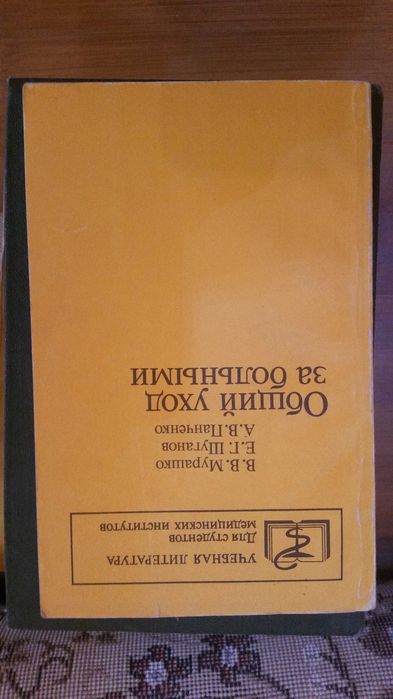 УЧЕБНАЯ ЛИТЕРАТУРА
Для студентов
медицинских институтов
В. В. Мурашко
Е. Г. Шуганов
А. В. Панченко
Общий уход
за больными